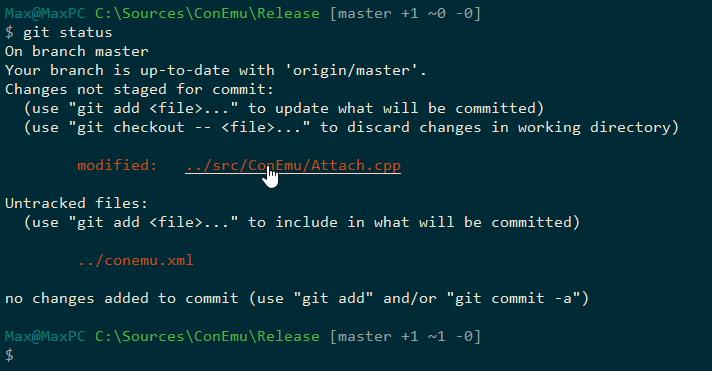 Max@MaxPC C:\Sources\ConEmu\Release [master +1 ~0 -0]
$ git status
On branch master
Your branch is up-to-date with 'origin/master'.
Changes not staged for commit:
  (use "git add <file>..." to update what will be committed)
  (use "git checkout -- <file>..." to discard changes in working directory)
modified:   ../src/ConEmu/Attach.cpp
Untracked files:
  (use "git add <file>..." to include in what will be committed)
../conemu.xml
no changes added to commit (use "git add" and/or "git commit -a")
Max@MaxPC C:\Sources\ConEmu\Release [master +1 ~1 -0]
$